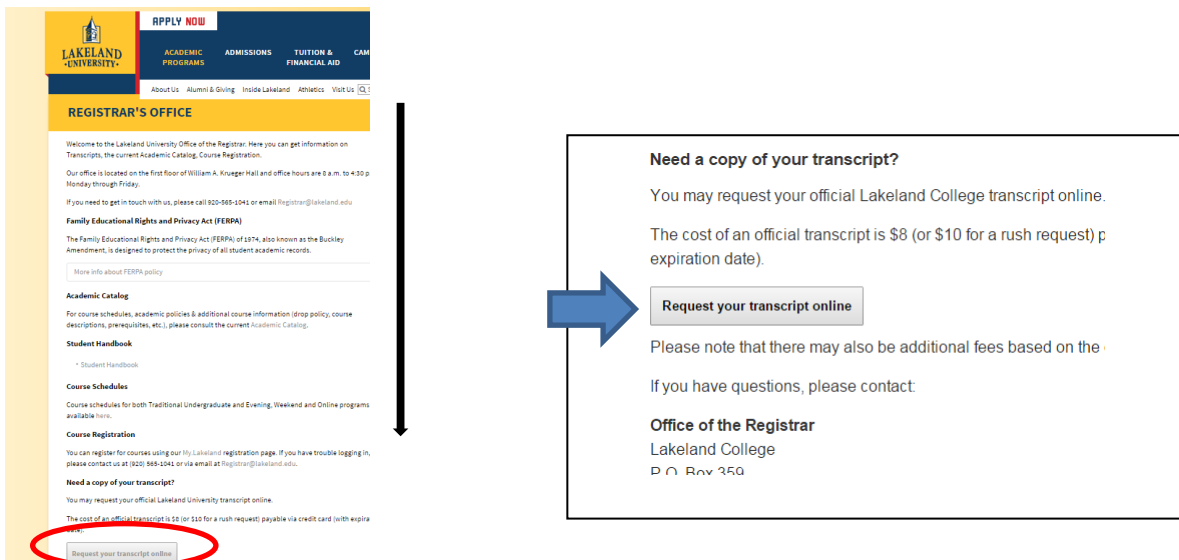 APPLY NOW
LAKELAND
·UNIVERSITY·
ACADEMIC
PROGRAMS
ADMISSIONS
TUITION &
FINANCIAL AID
CAM
About Us Alumni & Giving Inside Lakeland Athletics Visit Us
REGISTRAR'S OFFICE
Welcome to the Lakeland University Office of the Registrar. Here you can get information on
Transcripts, the current Academic Catalog, Course Registration.
Our office is located on the first floor of William A. Krueger Hall and office hours are 8 a.m. to 4:30 p
Monday through Friday.
If you need to get in touch with us, please call 920-565-1041 or email Registrar@lakeland.edu
Family Educational Rights and Privacy Act (FERPA)
The Family Educational Rights and Privacy Act (FERPA) of 1974, also known as the Buckley
Amendment, is designed to protect the privacy of all student academic records.
More info about FERPA policy
Academic Catalog
For course schedules, academic policies & additional course information (drop policy, course
descriptions, prerequisites, etc.), please consult the current Academic Catalog.
Student Handbook
* Student Handbook
Course Schedules
Course schedules for both Traditional Undergraduate and Evening, Weekend and Online programs
available here.
Course Registration
You can register for courses using our My.Lakeland registration page. If you have trouble logging in,
please contact us at (920) 565-1041 or via email at Registrar@lakeland.edu.
Need a copy of your transcript?
You may request your official Lakeland University transcript online.
The cost of an official transcript is $8 (or $10 for a rush request) payable via credit card (with expira
date).
Request your transcript online
Need a copy of your transcript?
You may request your official Lakeland College transcript online.
The cost of an official transcript is $8 (or $10 for a rush request) p
expiration date).
Request your transcript online
Please note that there may also be additional fees based on the
If you have questions, please contact:
Office of the Registrar
Lakeland College
P.O. Box 359